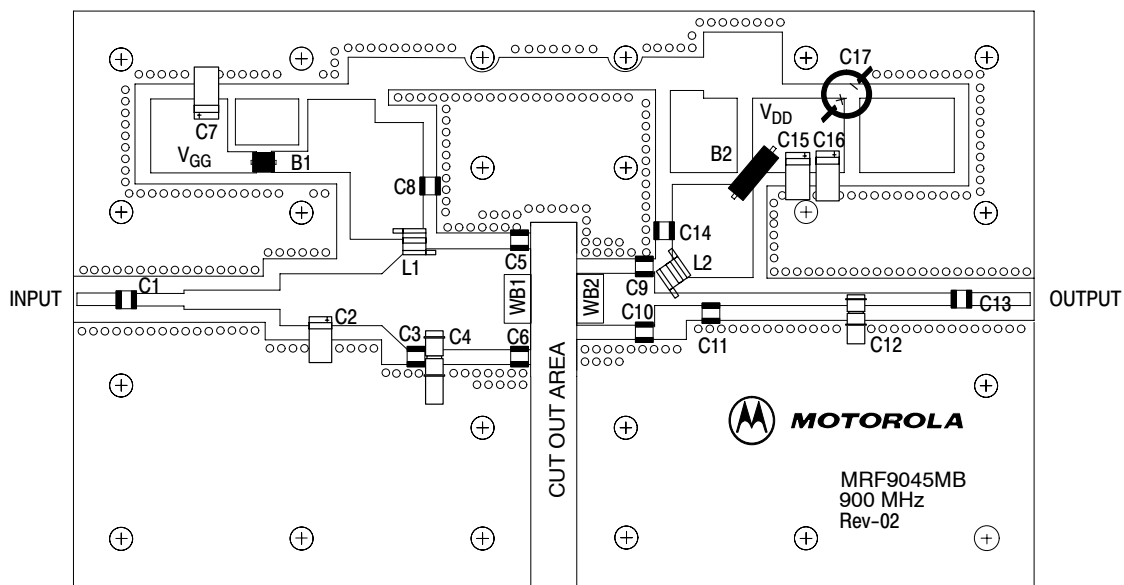 C17
C7
VDD
VGG
B1
C8
B2
C15 C16
C14
L1
C5
L2
C9
INPUT
C1
WB1
WB2
C13
OUTPUT
C2
C3
C4
C6
C10
C11
C12
CUT OUT AREA
MOTOROLA
MRF9045MB
900 MHz
Rev-02